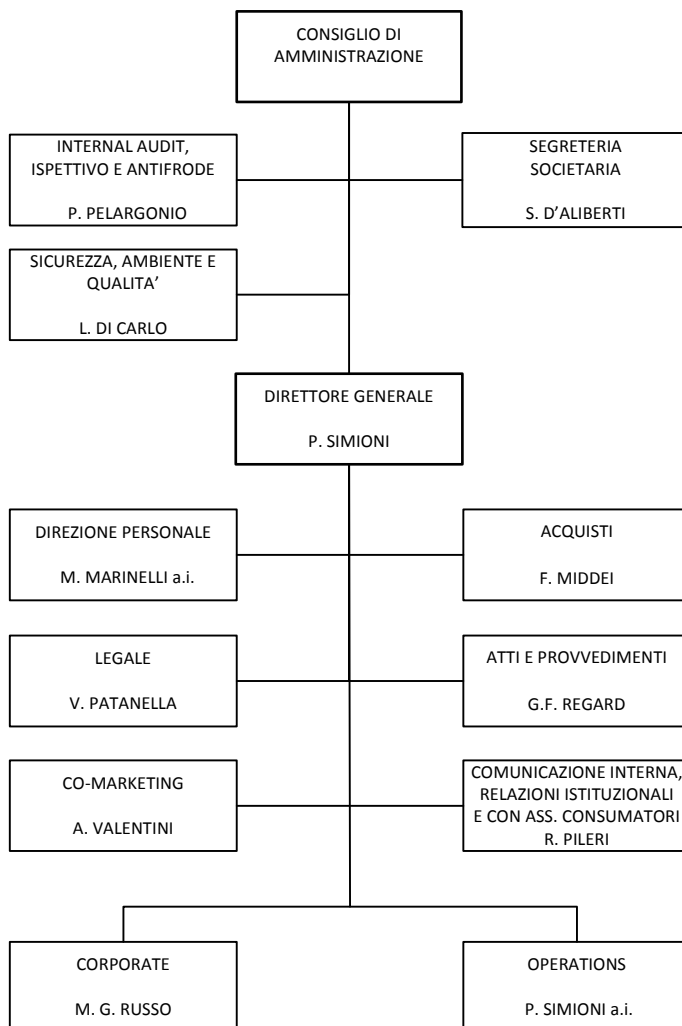 CONSIGLIO DI
AMMINISTRAZIONE
INTERNAL AUDIT,
ISPETTIVO E ANTIFRODE
P. PELARGONIO
SEGRETERIA
SOCIETARIA
S. D’ALIBERTI
SICUREZZA, AMBIENTE E
QUALITA’
L. DI CARLO
DIRETTORE GENERALE
P. SIMIONI
DIREZIONE PERSONALE
M. MARINELLI a.i.
ACQUISTI
F. MIDDEI
LEGALE
V. PATANELLA
ATTI E PROVVEDIMENTI
G.F. REGARD
CO-MARKETING
A. VALENTINI
COMUNICAZIONE INTERNA,
RELAZIONI ISTITUZIONALI
E CON ASS. CONSUMATORI
R. PILERI
CORPORATE
M. G. RUSSO
OPERATIONS
P. SIMIONI a.i.